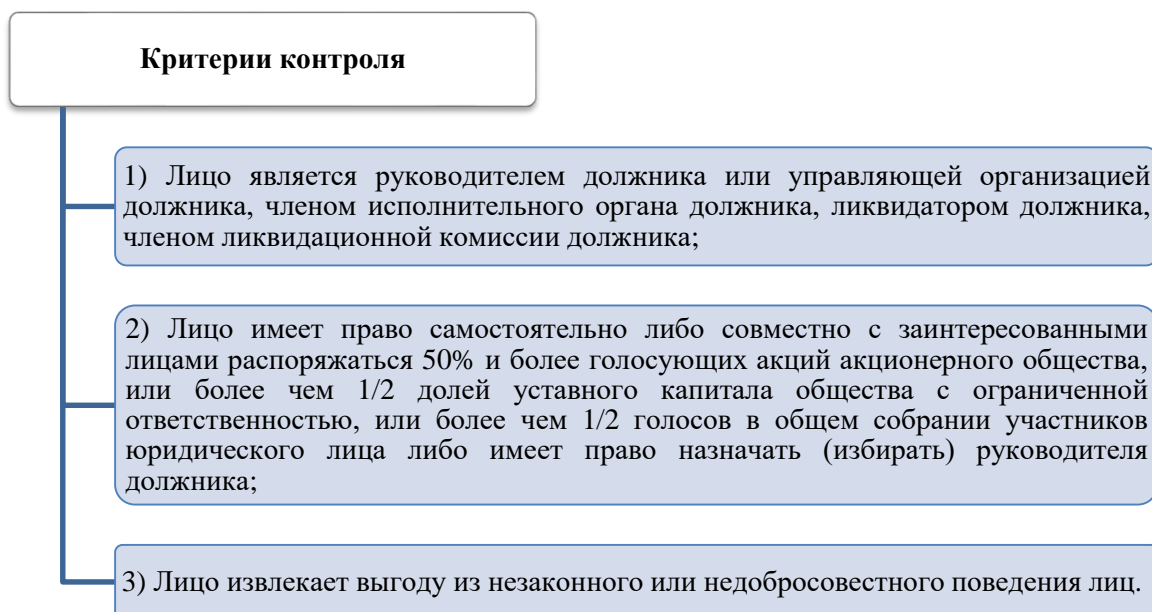 Критерии контроля
1) Лицо является руководителем должника или управляющей организацией
должника, членом исполнительного органа должника, ликвидатором должника,
членом ликвидационной комиссии должника;
2) Лицо имеет право самостоятельно либо совместно с заинтересованными
лицами распоряжаться 50% и более голосующих акций акционерного общества,
или более чем 1/2 долей уставного капитала общества с ограниченной
ответственностью, или более чем 1/2 голосов в общем собрании участников
юридического лица либо имеет право назначать (избирать) руководителя
должника;
3) Лицо извлекает выгоду из незаконного или недобросовестного поведения лиц.